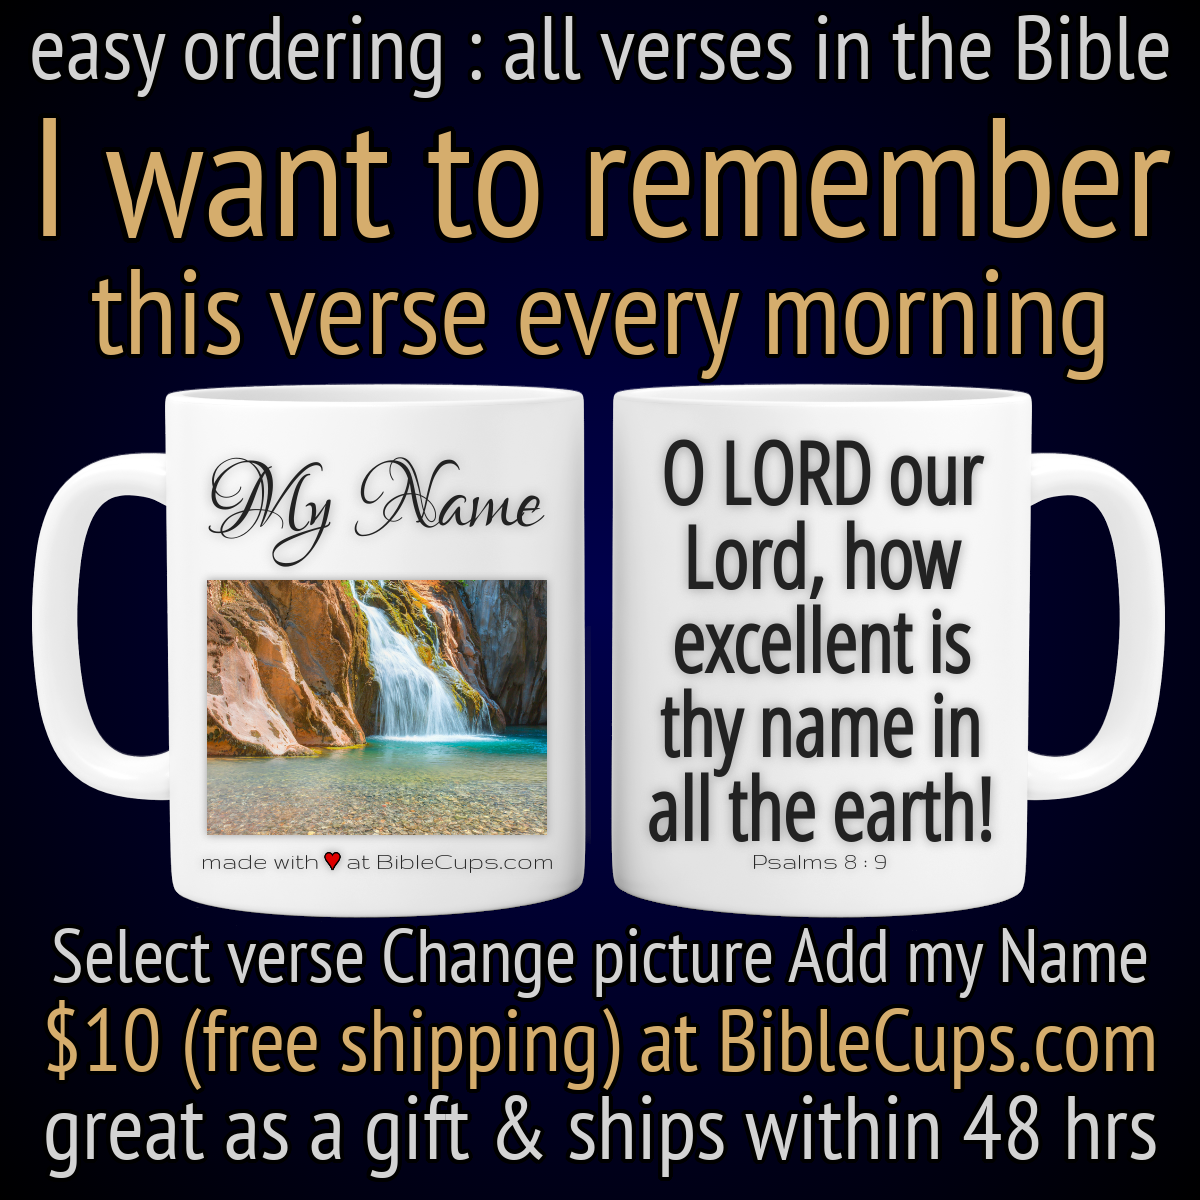 easy ordering : all verses in the Bible
I want to remember
this verse every morning
My Name
made with ♥ at BibleCups.com
O LORD our
Lord, how
excellent is
thy name in
all the earth!
Psalms 8 : 9
Select verse Change picture Add my Name
$10 (free shipping) at BibleCups.com
great as a gift & ships within 48 hrs